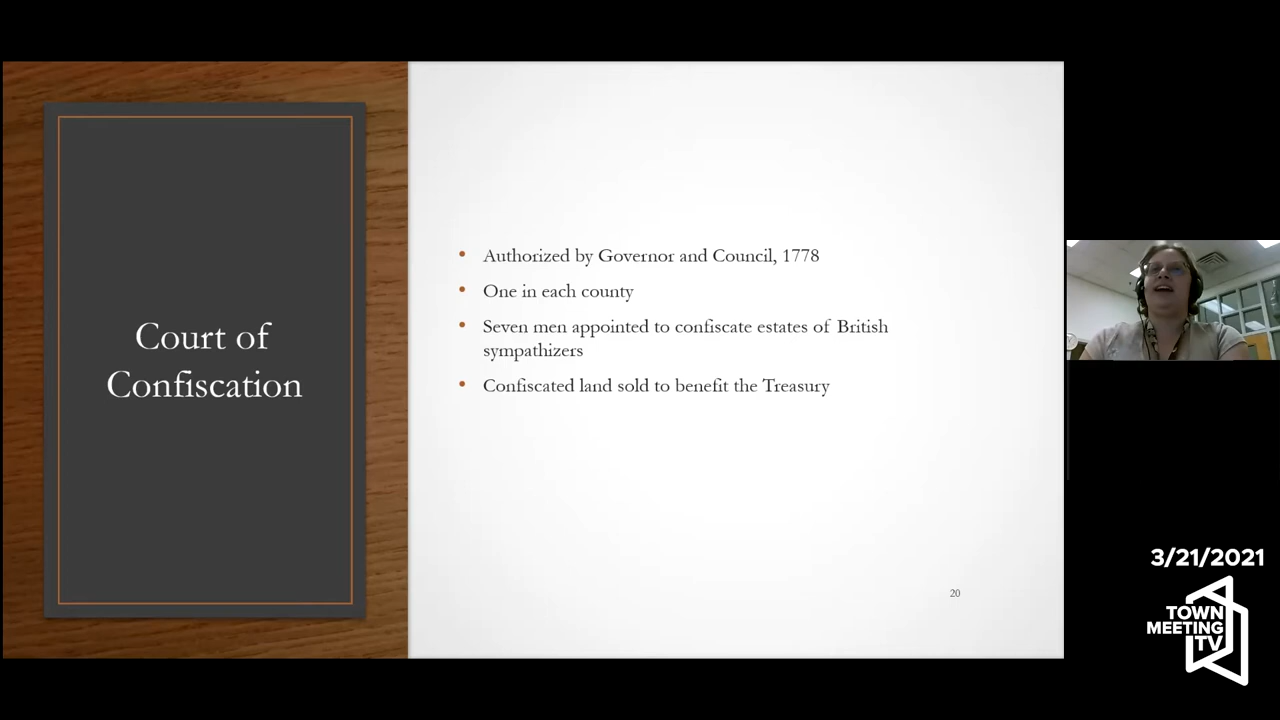 Court of
Confiscation
• Authorized by Governor and Council, 1778
• One in each county
• Seven men appointed to confiscate estates of British
sympathizers
• Confiscated land sold to benefit the Treasury
20
3/21/2021
TOWN
MEETING
TV